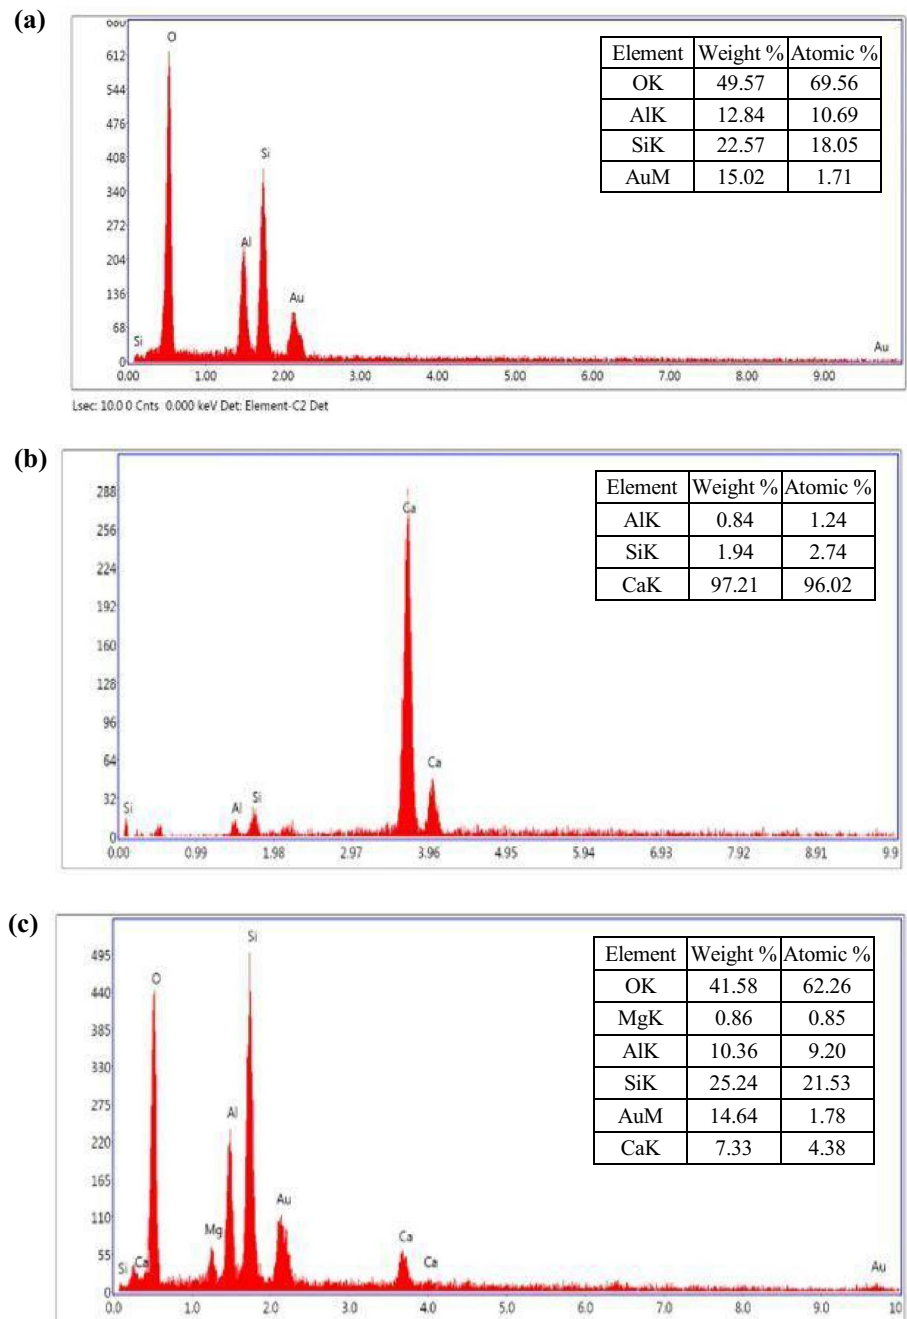 (a)
680
612
544
476
408
340
272
204
136
68
0
O
Si
Al
Au
Si
Au
0.00 1.00 2.00 3.00 4.00 5.00 6.00 7.00 8.00 9.00
Lsec: 10.0 0 Cnts 0.000 keV Det: Element-C2 Det
Element Weight % Atomic %
OK 49.57 69.56
AlK 12.84 10.69
SiK 22.57 18.05
AuM 15.02 1.71
(b)
288
256
224
192
160
128
96
64
32
0
Ca
Ca
Si
Al
Si
0.00 0.99 1.98 2.97 3.96 4.95 5.94 6.93 7.92 8.91 9.9
Element Weight % Atomic %
AlK 0.84 1.24
SiK 1.94 2.74
CaK 97.21 96.02
(c)
495
440
385
330
275
220
165
110
55
0
Si
O
Al
Au
Mg
Ca
Ca
Si
Ca
Au
0.0 1.0 2.0 3.0 4.0 5.0 6.0 7.0 8.0 9.0 10
Element Weight % Atomic %
OK 41.58 62.26
MgK 0.86 0.85
AlK 10.36 9.20
SiK 25.24 21.53
AuM 14.64 1.78
CaK 7.33 4.38